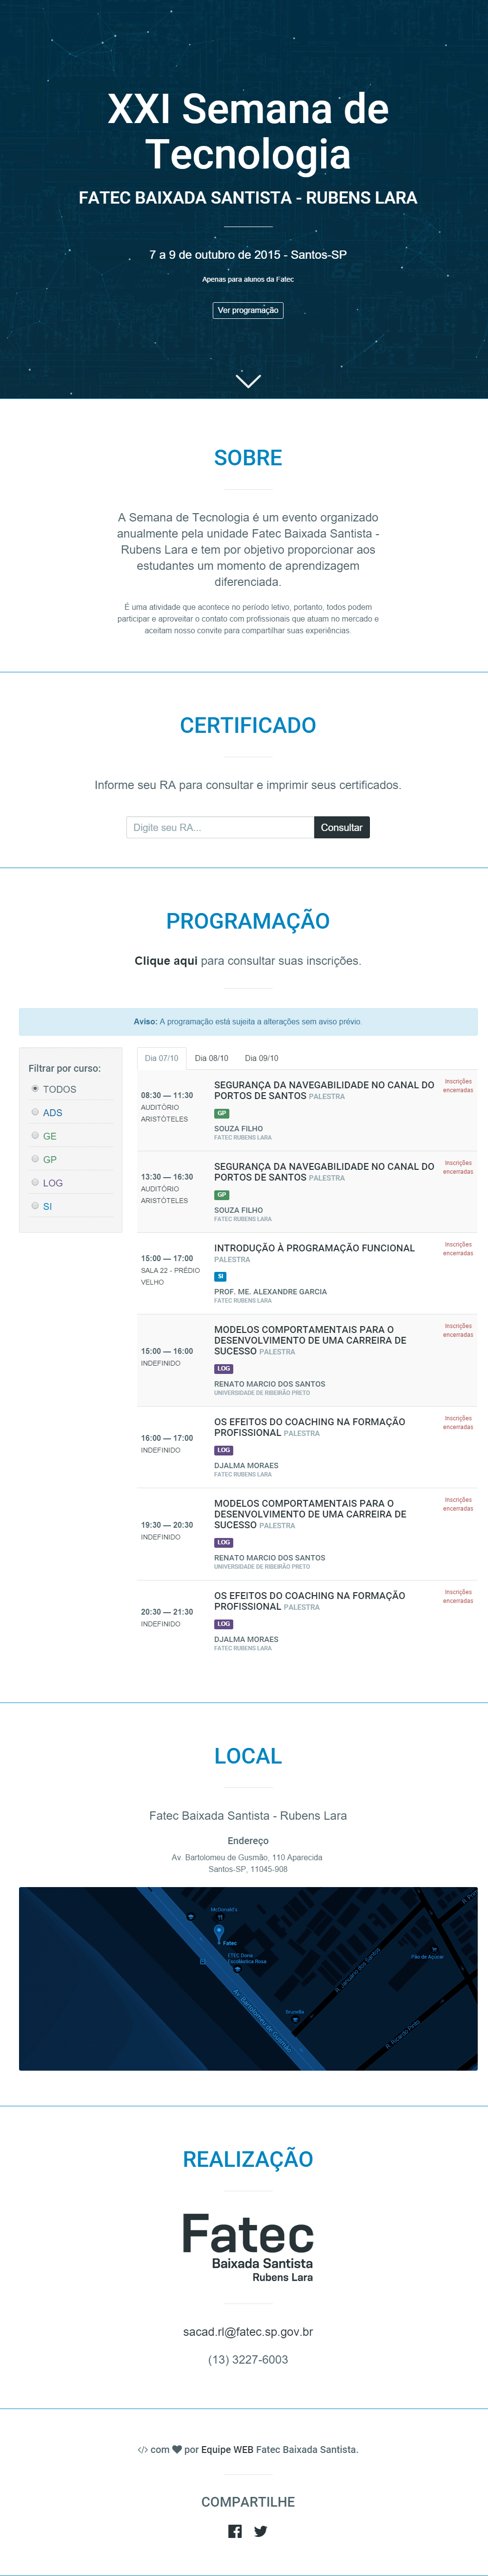 XXI Semana de
Tecnologia
FATEC BAIXADA SANTISTA - RUBENS LARA
7 a 9 de outubro de 2015 - Santos-SP
Apenas para alunos da Fatec
Ver programação
SOBRE
A Semana de Tecnologia é um evento organizado
anualmente pela unidade Fatec Baixada Santista -
Rubens Lara e tem por objetivo proporcionar aos
estudantes um momento de aprendizagem
diferenciada.
É uma atividade que acontece no período letivo, portanto, todos podem
participar e aproveitar o contato com profissionais que atuam no mercado e
aceitam nosso convite para compartilhar suas experiências.
CERTIFICADO
Informe seu RA para consultar e imprimir seus certificados.
Digite seu RA... Consultar
PROGRAMAÇÃO
Clique aqui para consultar suas inscrições.
Aviso: A programação está sujeita a alterações sem aviso prévio.
Filtrar por curso:
TODOS
ADS
GE
GP
LOG
SI
Dia 07/10 Dia 08/10 Dia 09/10
08:30 — 11:30
AUDITÓRIO
ARISTÓTELES
SEGURANÇA DA NAVEGABILIDADE NO CANAL DO
PORTOS DE SANTOS PALESTRA
GP
SOUZA FILHO
FATEC RUBENS LARA
Inscrições
encerradas
13:30 — 16:30
AUDITÓRIO
ARISTÓTELES
SEGURANÇA DA NAVEGABILIDADE NO CANAL DO
PORTOS DE SANTOS PALESTRA
GP
SOUZA FILHO
FATEC RUBENS LARA
Inscrições
encerradas
15:00 — 17:00
SALA 22 - PRÉDIO
VELHO
INTRODUÇÃO À PROGRAMAÇÃO FUNCIONAL
PALESTRA
SI
PROF. ME. ALEXANDRE GARCIA
FATEC RUBENS LARA
Inscrições
encerradas
15:00 — 16:00
INDEFINIDO
MODELOS COMPORTAMENTAIS PARA O
DESENVOLVIMENTO DE UMA CARREIRA DE
SUCESSO PALESTRA
LOG
RENATO MARCIO DOS SANTOS
UNIVERSIDADE DE RIBEIRÃO PRETO
Inscrições
encerradas
16:00 — 17:00
INDEFINIDO
OS EFEITOS DO COACHING NA FORMAÇÃO
PROFISSIONAL PALESTRA
LOG
DJALMA MORAES
FATEC RUBENS LARA
Inscrições
encerradas
19:30 — 20:30
INDEFINIDO
MODELOS COMPORTAMENTAIS PARA O
DESENVOLVIMENTO DE UMA CARREIRA DE
SUCESSO PALESTRA
LOG
RENATO MARCIO DOS SANTOS
UNIVERSIDADE DE RIBEIRÃO PRETO
Inscrições
encerradas
20:30 — 21:30
INDEFINIDO
OS EFEITOS DO COACHING NA FORMAÇÃO
PROFISSIONAL PALESTRA
LOG
DJALMA MORAES
FATEC RUBENS LARA
Inscrições
encerradas
LOCAL
Fatec Baixada Santista - Rubens Lara
Endereço
Av. Bartolomeu de Gusmão, 110 Aparecida
Santos-SP, 11045-908
McDonald's
Fatec
ETEC Dona
Escolástica Rosa
Brunella
Av. Bartolomeu de Gusmão
R. Januário dos Santos
R. Ricardo Pinto
Pão de Açúcar
REALIZAÇÃO
Fatec
Baixada Santista
Rubens Lara
sacad.rl@fatec.sp.gov.br
(13) 3227-6003
</> com por Equipe WEB Fatec Baixada Santista.
COMPARTILHE